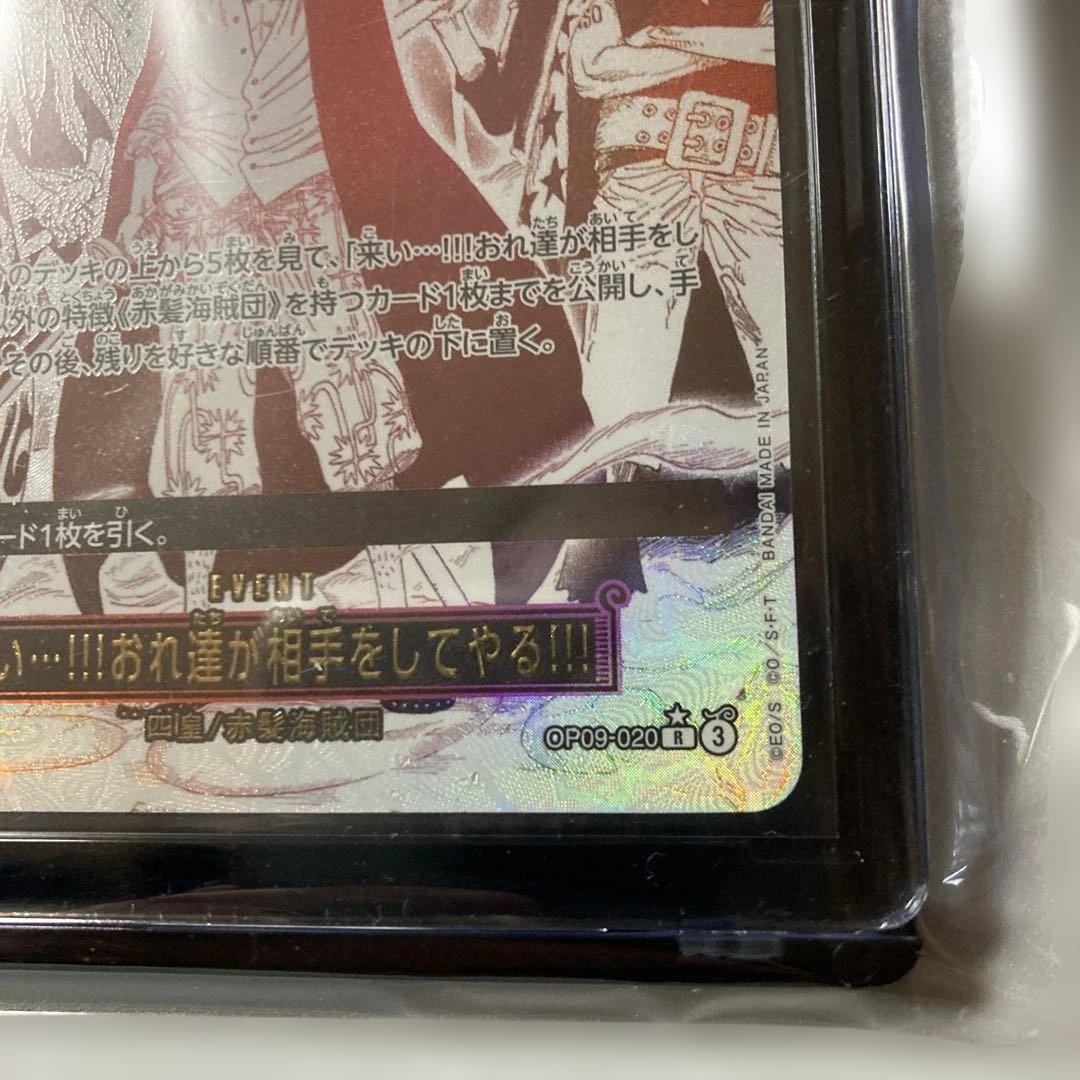 SO
のデッキの上から5枚を見て、「来い…!!!おれ達が相手をし
以外の特徴《赤髪海賊団》を持つカード1枚までを公開し、手
その後、残りを好きな順番でデッキの下に置く。
ード1枚を引く。
EVENT
い…!!!おれ達が相手をしてやる!!!
四皇/赤髪海賊団
OP09-020 ★ R 3
©EO/S ©O/S・F・T BANDAI MADE IN JAPAN